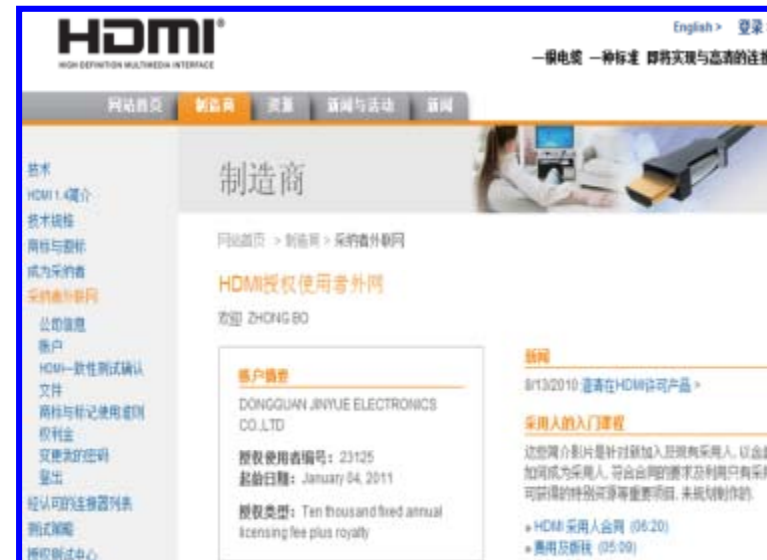 HDMI®
HIGH-DEFINITION MULTIMEDIA INTERFACE
English > 登录
一根电缆 一种标准 即将实现与高清的连接
网站首页 制造商 资源 新闻与活动 新闻
技术
HDMI 1.4简介
技术规格
商标与图标
成为采纳者
采纳者外联网
公司信息
帐户
HDMI一致性测试确认
文件
商标与标记使用准则
权利金
变更我的密码
登出
经认可的连接器列表
测试策略
授权测试中心
制造商
网站首页 > 制造商 > 采纳者外联网
HDMI授权使用者外网
欢迎 ZHONG BO
帐户摘要
DONGGUAN JINYUE ELECTRONICS
CO.,LTD
授权使用者编号: 23125
起始日期: January 04, 2011
授权类型: Ten thousand fixed annual
licensing fee plus royalty
新闻
8/13/2010 邀请在HDMI许可产品 >
采用人的入门课程
这些简介影片是针对新加入及现有采用人, 以
如何成为采用人, 符合合同的要求及利用只有采用
可获得的特别资源等重要项目, 来规划制作的.
» HDMI 采用人合同 (06:20)
» 费用及版税 (05:09)